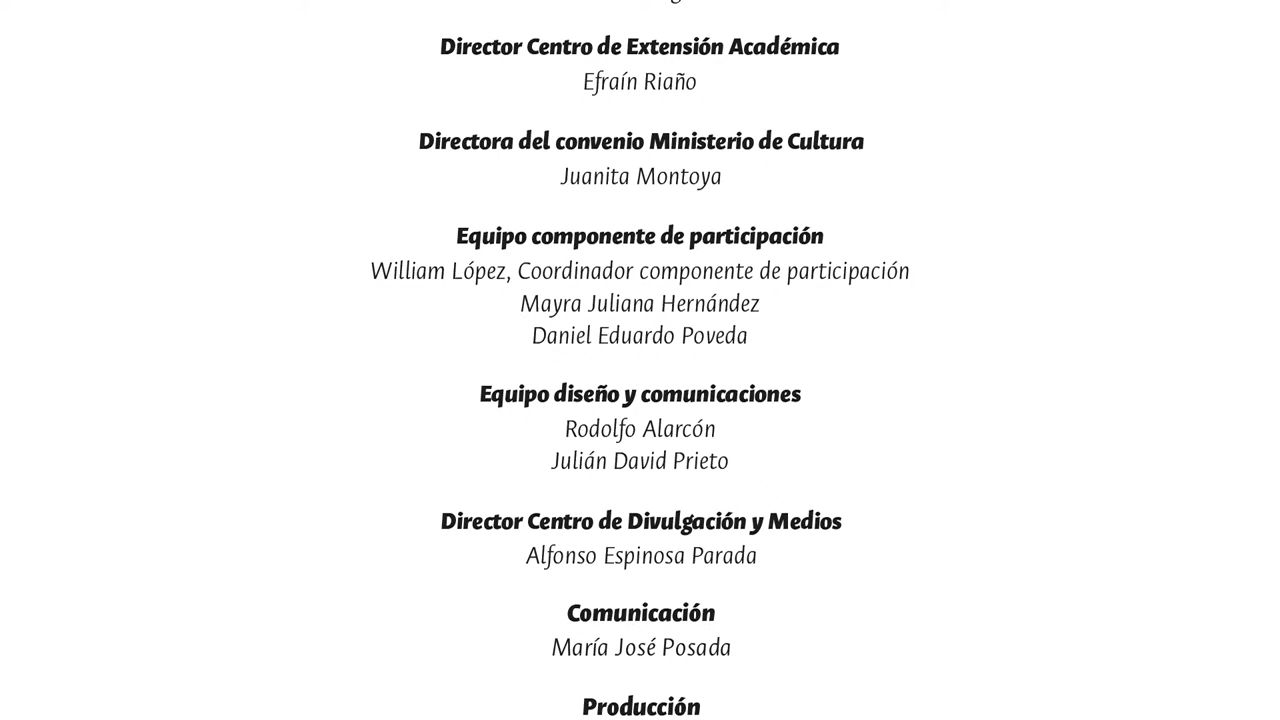 Director Centro de Extensión Académica
Efraín Riaño
Directora del convenio Ministerio de Cultura
Juanita Montoya
Equipo componente de participación
William López, Coordinador componente de participación
Mayra Juliana Hernández
Daniel Eduardo Poveda
Equipo diseño y comunicaciones
Rodolfo Alarcón
Julián David Prieto
Director Centro de Divulgación y Medios
Alfonso Espinosa Parada
Comunicación
María José Posada
Producción